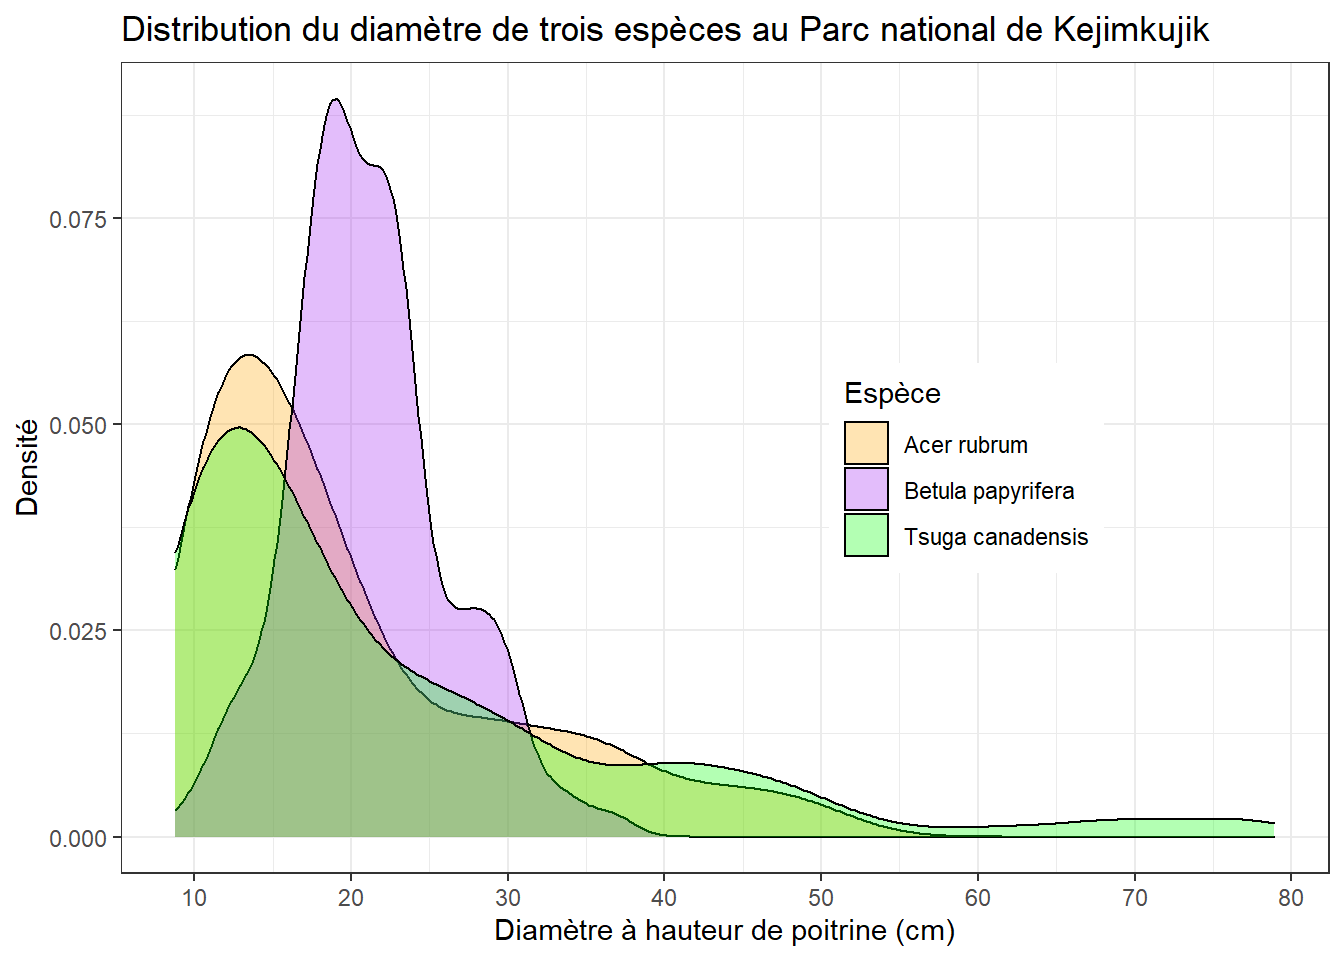 Distribution du diamètre de trois espèces au Parc national de Kejimkujik
0.075
0.050
0.025
0.000
Densité
Espèce
Acer rubrum
Betula papyrifera
Tsuga canadensis
10 20 30 40 50 60 70 80
Diamètre à hauteur de poitrine (cm)